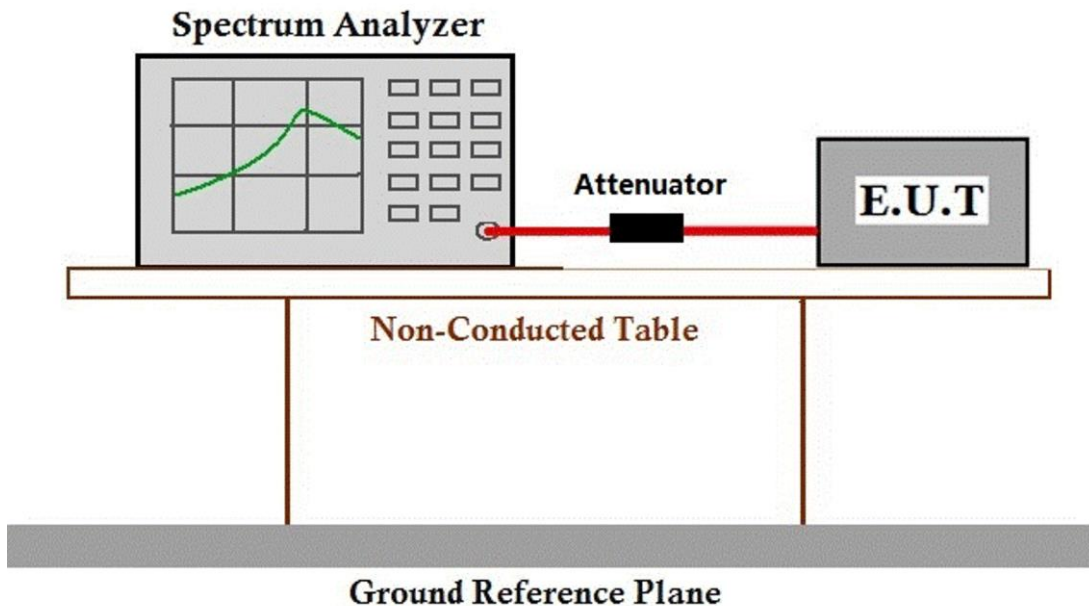 Spectrum Analyzer
Attenuator
E.U.T
Non-Conducted Table
Ground Reference Plane